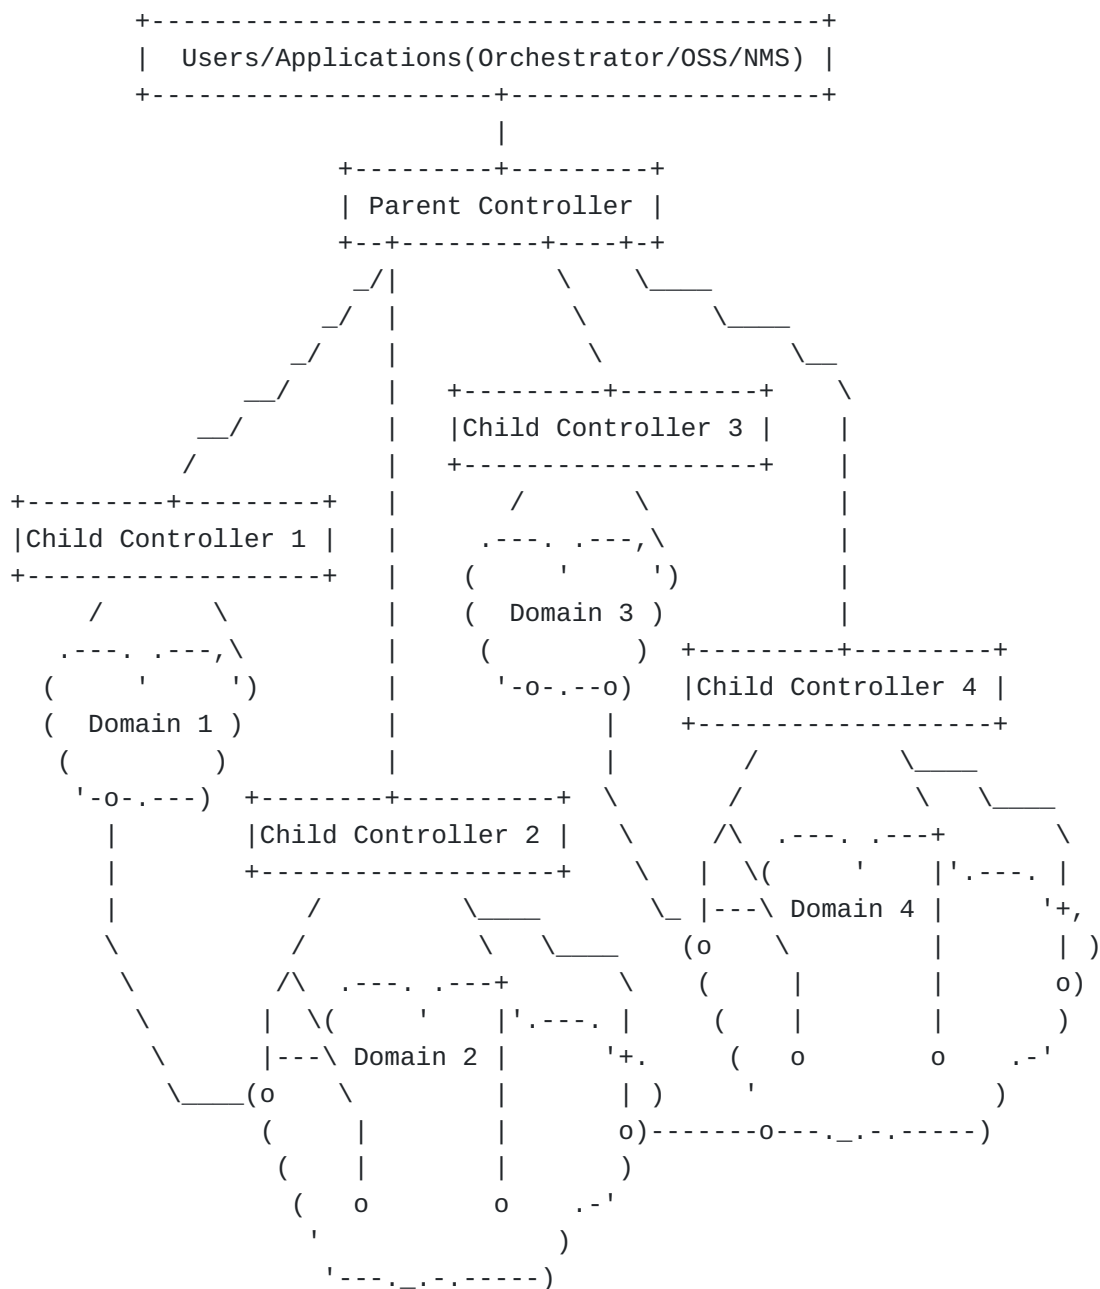 Users/Applications(Orchestrator/OSS/NMS)
Parent Controller
Child Controller 3
Child Controller 1
Domain 3
Child Controller 4
Domain 1
Child Controller 2
Domain 4
Domain 2